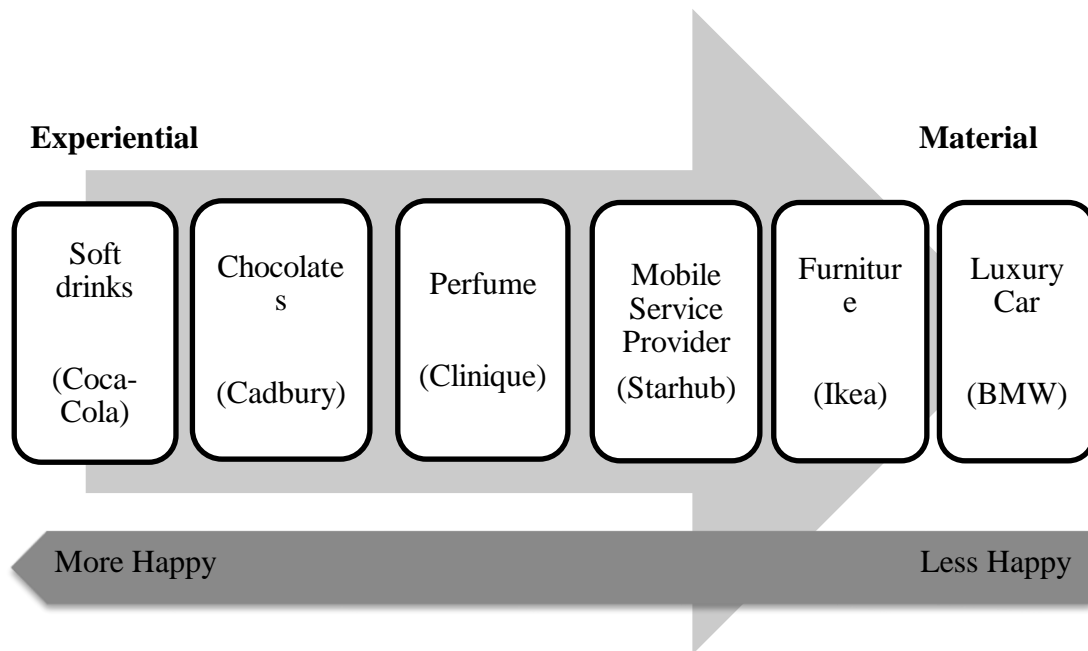 Experiential
Material
Soft
drinks
(Coca-
Cola)
Chocolate
s
(Cadbury)
Perfume
(Clinique)
Mobile
Service
Provider
(Starhub)
Furnitur
e
(Ikea)
Luxury
Car
(BMW)
More Happy
Less Happy